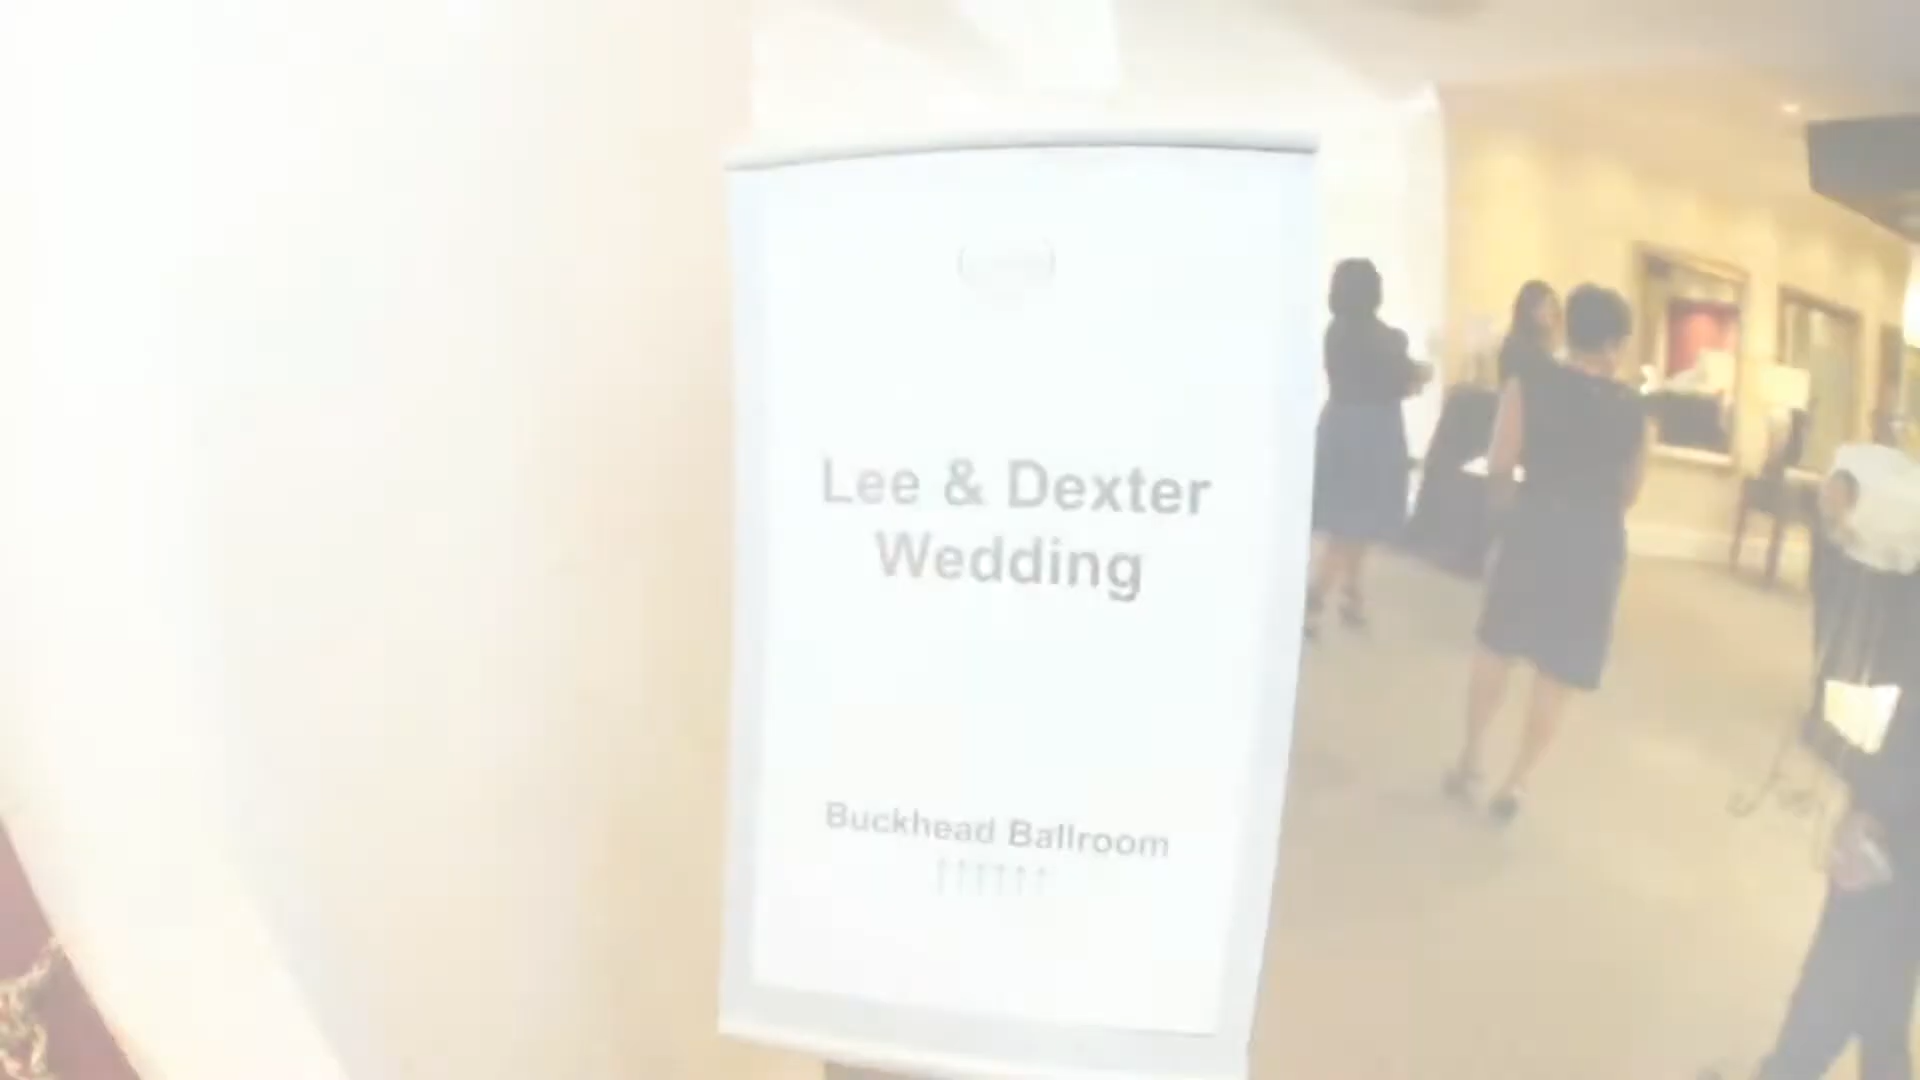 Lee & Dexter
Wedding
Buckhead Ballroom
↑↑↑↑↑↑